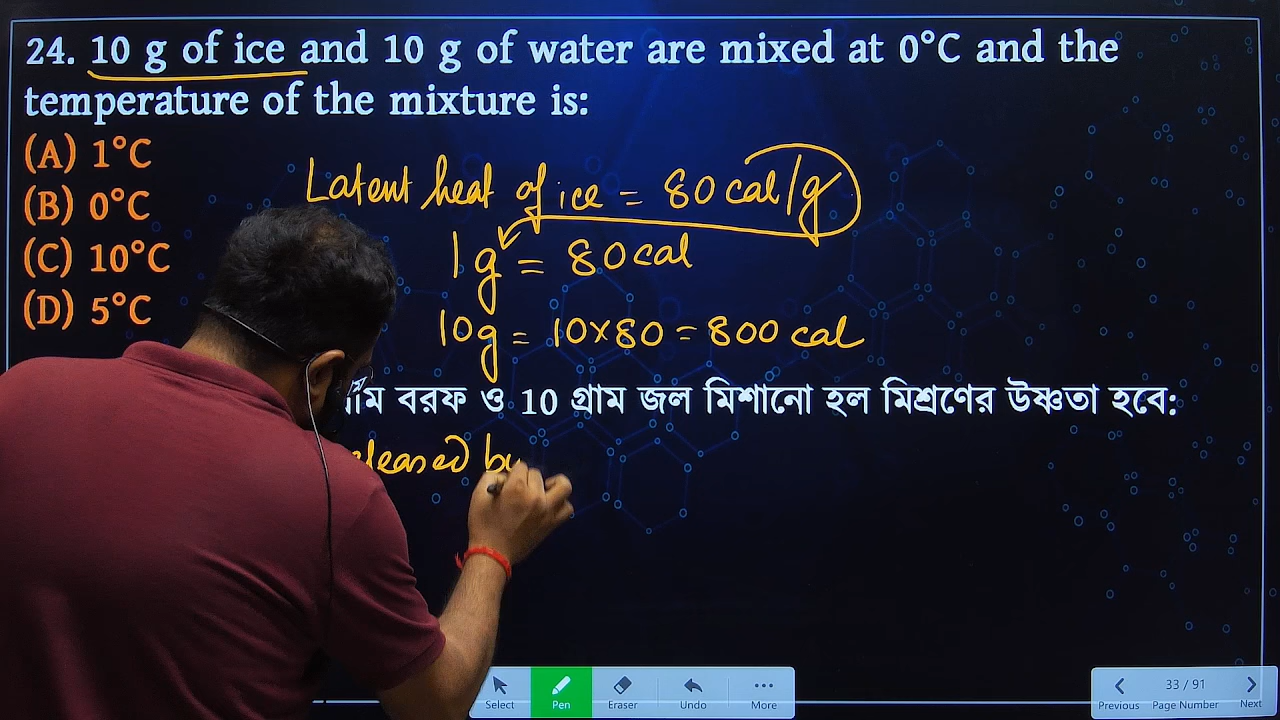 24. 10 g of ice and 10 g of water are mixed at 0°C and the
temperature of the mixture is:
(A) 1°C
(B) 0°C
(C) 10°C
(D) 5°C
Latent heat of ice = 80 cal/g
1g = 80cal
10g = 10×80 = 800 cal
বরফ ও 10 গ্রাম জল মিশানো হল মিশ্রণের উষ্ণতা হবে:
Select
Pen
Eraser
Undo
More
Previous
33 / 91
Page Number
Next